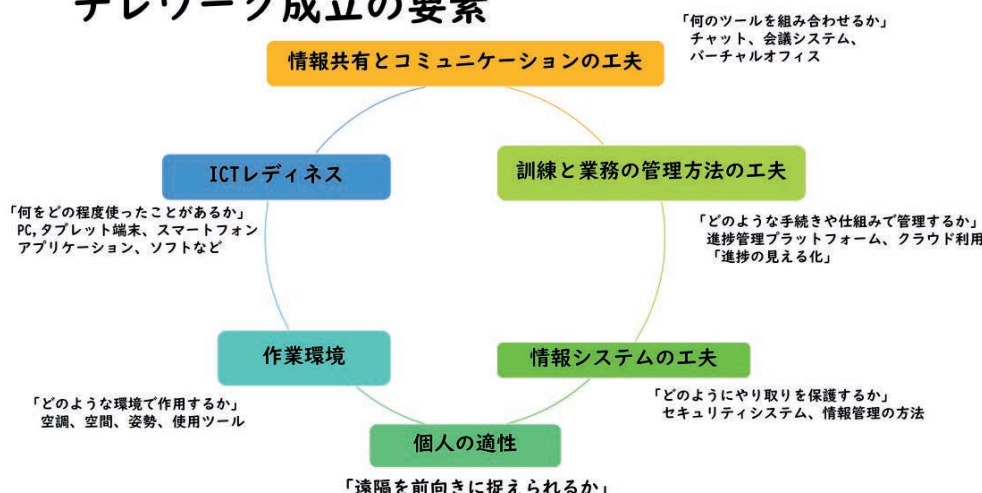 テレワーク成立の要素
「何のツールを組み合わせるか」
チャット、会議システム、
バーチャルオフィス
情報共有とコミュニケーションの工夫
ICTレディネス
訓練と業務の管理方法の工夫
「何をどの程度使ったことがあるか」
PC,タブレット端末、スマートフォン
アプリケーション、ソフトなど
「どのような手続きや仕組みで管理するか」
進捗管理プラットフォーム、クラウド利用
「進捗の見える化」
作業環境
情報システムの工夫
「どのような環境で作用するか」
空調、空間、姿勢、使用ツール
「どのようにやり取りを保護するか」
セキュリティシステム、情報管理の方法
個人の適性
「遠隔を前向きに捉えられるか」